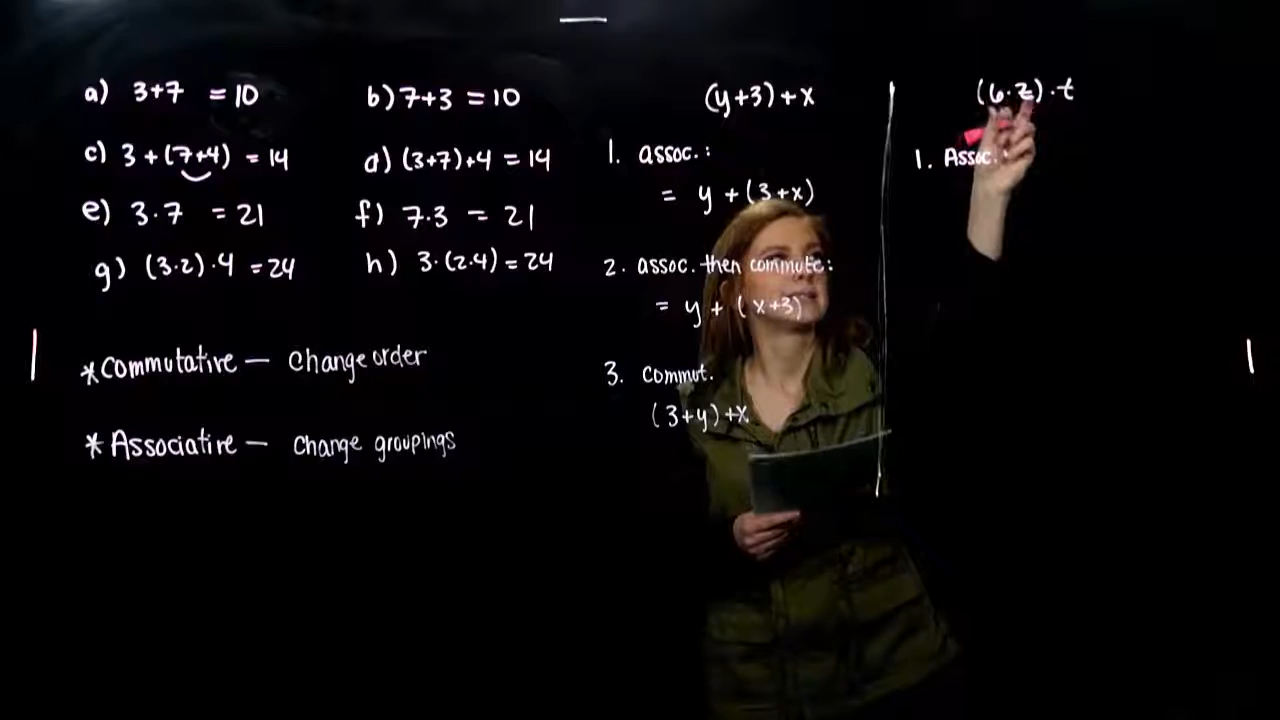 a) 3+7 = 10
b) 7+3 = 10
c) 3+(7+4) = 14
d) (3+7)+4 = 14
e) 3·7 = 21
f) 7·3 = 21
g) (3·2)·4 = 24
h) 3·(2·4) = 24
*Commutative — Change order
*Associative — Change groupings
(y+3)+x
1. assoc.:
= y+(3+x)
2. assoc. then commute:
= y+(x+3)
3. Commut.
(3+y)+x
(6·z)·t
1. Assoc.: